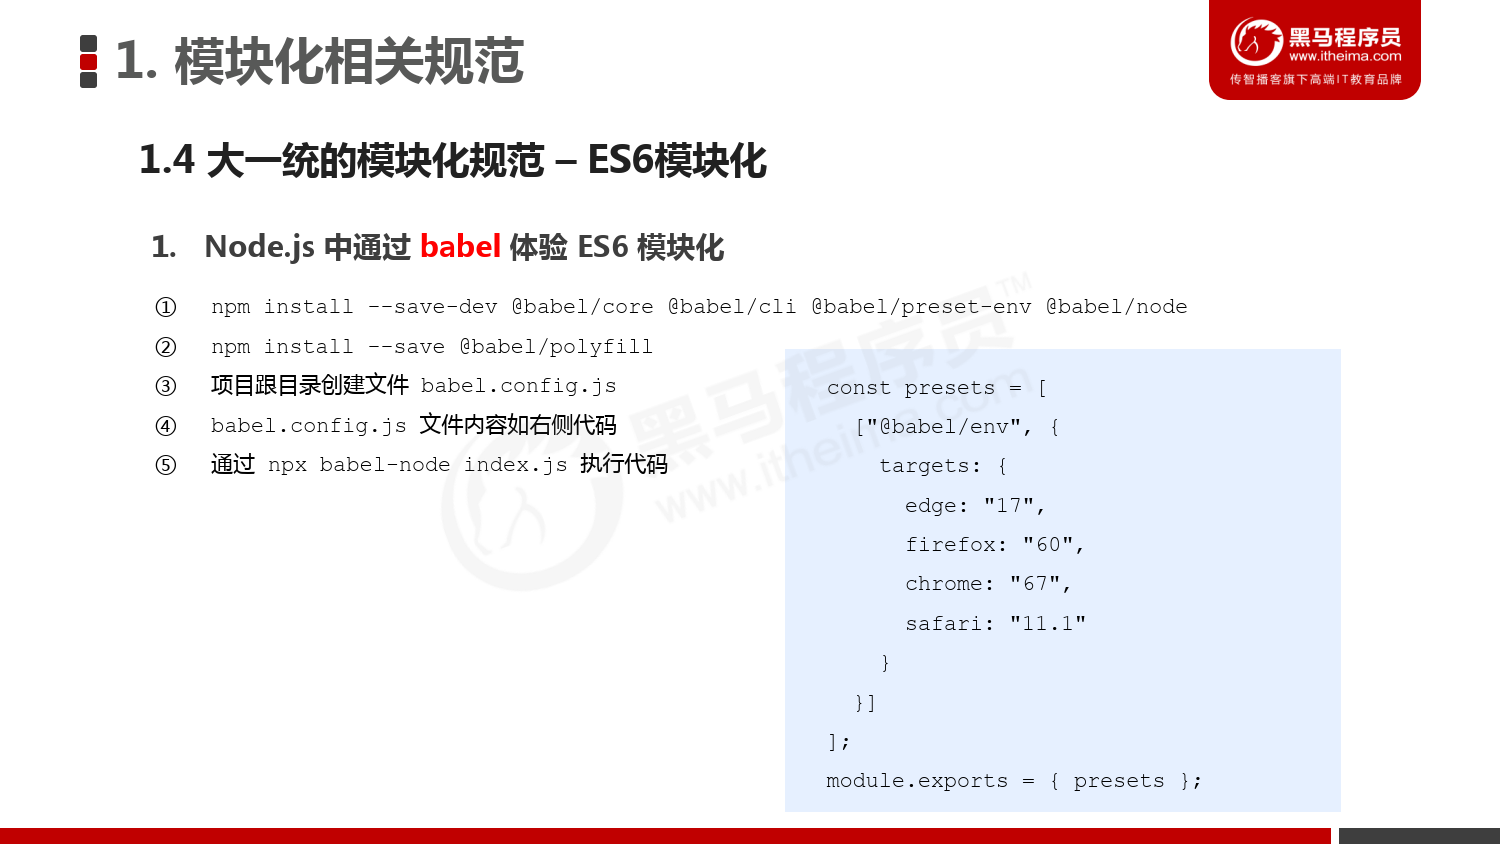 1. 模块化相关规范
黑马程序员
www.itheima.com
传智播客旗下高端IT教育品牌
1.4 大一统的模块化规范 – ES6模块化
1. Node.js 中通过 babel 体验 ES6 模块化
① npm install --save-dev @babel/core @babel/cli @babel/preset-env @babel/node
② npm install --save @babel/polyfill
③ 项目跟目录创建文件 babel.config.js
④ babel.config.js 文件内容如右侧代码
⑤ 通过 npx babel-node index.js 执行代码
const presets = [
["@babel/env", {
targets: {
edge: "17",
firefox: "60",
chrome: "67",
safari: "11.1"
}
}]
];
module.exports = { presets };
黑马程序员™
www.itheima.com